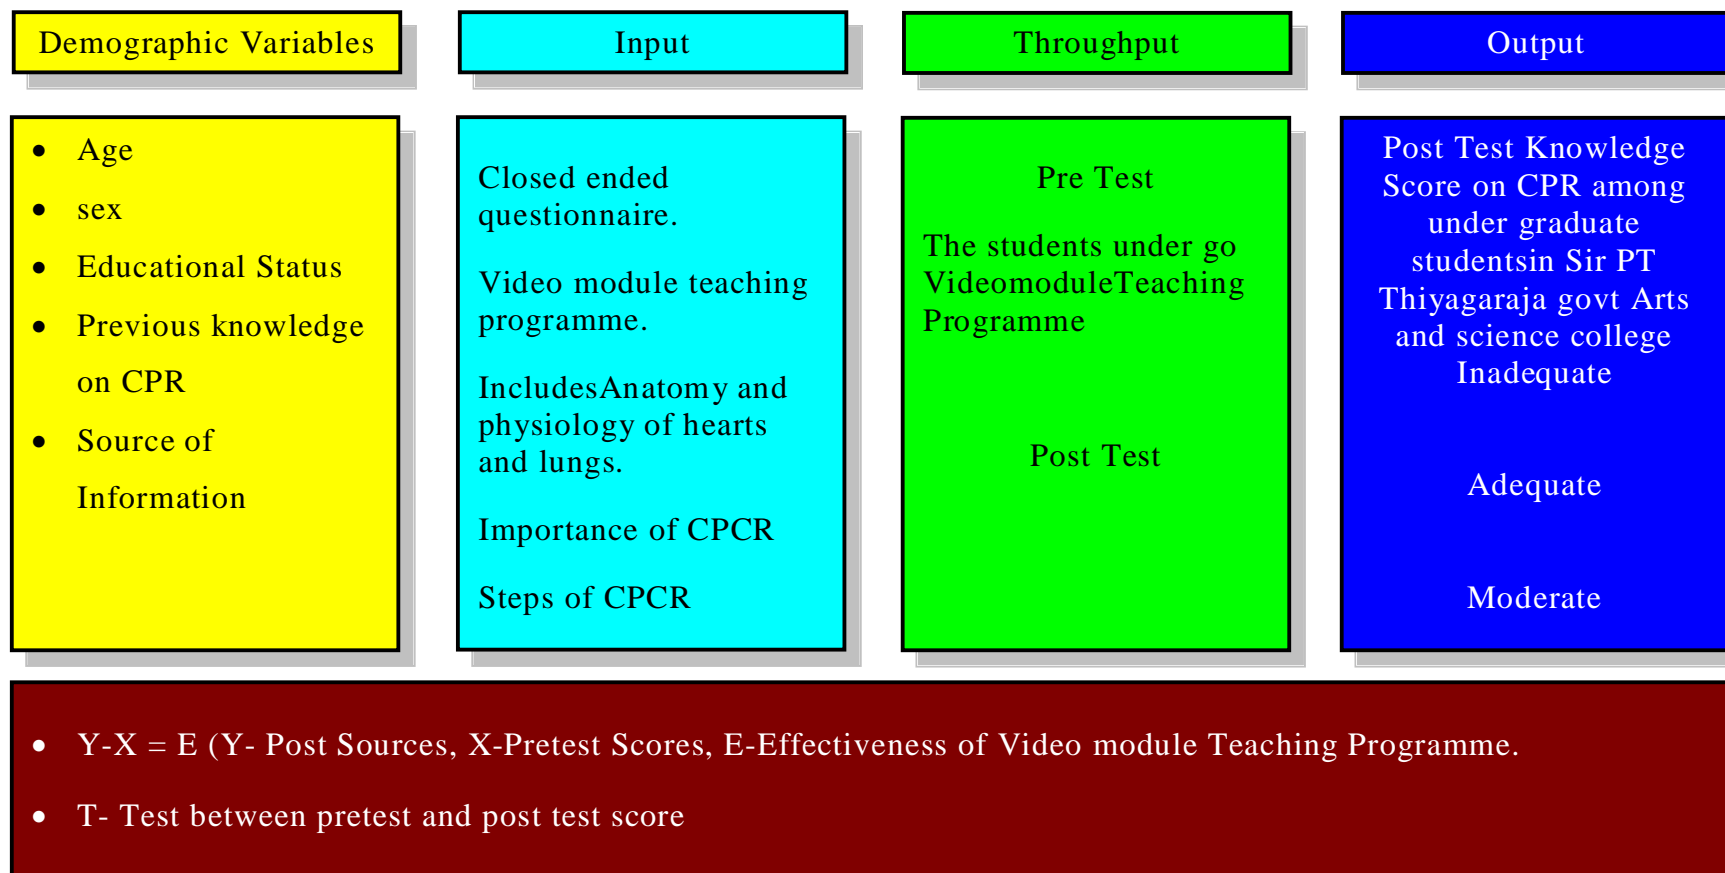 Demographic Variables
Input
Throughput
Output
• Age
• sex
• Educational Status
• Previous knowledge
on CPR
• Source of
Information
Closed ended
questionnaire.
Video module teaching
programme.
IncludesAnatomy and
physiology of hearts
and lungs.
Importance of CPCR
Steps of CPCR
Pre Test
The students under go
VideomoduleTeaching
Programme
Post Test
Post Test Knowledge
Score on CPR among
under graduate
studentsin Sir PT
Thiyagaraja govt Arts
and science college
Inadequate
Adequate
Moderate
• Y-X = E (Y- Post Sources, X-Pretest Scores, E-Effectiveness of Video module Teaching Programme.
• T- Test between pretest and post test score